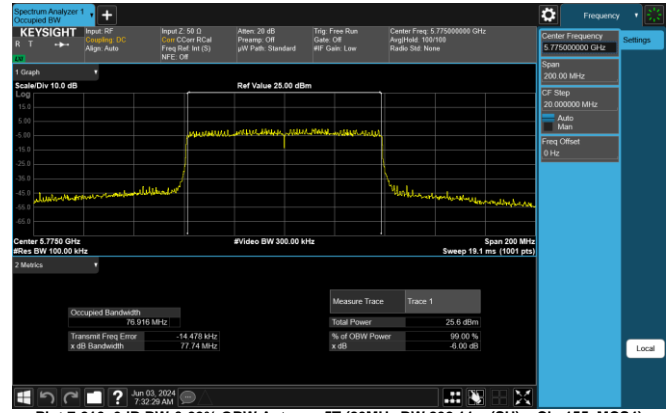 Spectrum Analyzer 1
Occupied BW
Frequency
KEYSIGHT
R T
Input: RF
Coupling: DC
Align: Auto
Input Z: 50 Ω
Corr CCorr RCal
Freq Ref: Int (S)
NFE: Off
Atten: 20 dB
Preamp: Off
µW Path: Standard
Trig: Free Run
Gate: Off
#IF Gain: Low
Center Freq: 5.775000000 GHz
Avg|Hold: 100/100
Radio Std: None
Center Frequency
5.775000000 GHz
Settings
Span
200.00 MHz
CF Step
20.000000 MHz
Auto
Man
Freq Offset
0 Hz
Local
1 Graph
Scale/Div 10.0 dB
Ref Value 25.00 dBm
Log
15.0
5.00
-5.00
-15.0
-25.0
-35.0
-45.0
-55.0
-65.0
Center 5.7750 GHz
#Video BW 300.00 kHz
Span 200 MHz
#Res BW 100.00 kHz
Sweep 19.1 ms (1001 pts)
2 Metrics
Measure Trace
Trace 1
Occupied Bandwidth
76.916 MHz
Total Power
25.6 dBm
Transmit Freq Error
-14.478 kHz
% of OBW Power
99.00 %
x dB Bandwidth
77.74 MHz
x dB
-6.00 dB
Jun 03, 2024
7:32:29 AM